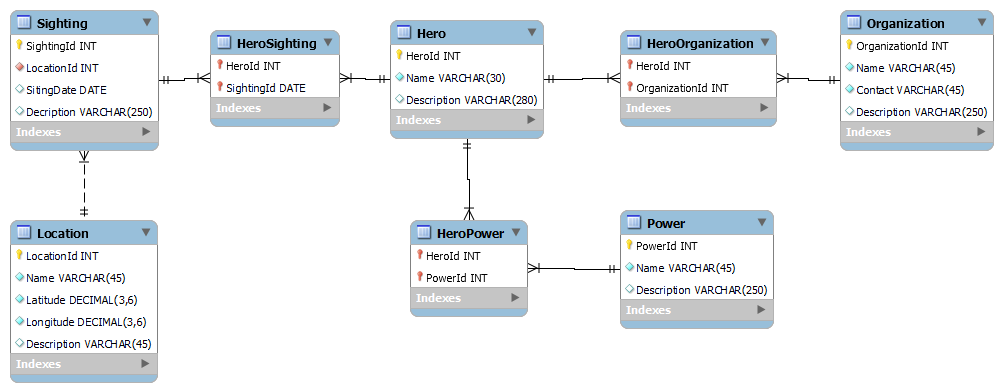 Sighting
SightingId INT
LocationId INT
SitingDate DATE
Decription VARCHAR(250)
Indexes
HeroSighting
HeroId INT
SightingId DATE
Indexes
Hero
HeroId INT
Name VARCHAR(30)
Description VARCHAR(280)
Indexes
HeroOrganization
HeroId INT
OrganizationId INT
Indexes
Organization
OrganizationId INT
Name VARCHAR(45)
Contact VARCHAR(45)
Description VARCHAR(250)
Indexes
Location
LocationId INT
Name VARCHAR(45)
Latitude DECIMAL(3,6)
Longitude DECIMAL(3,6)
Description VARCHAR(45)
Indexes
HeroPower
HeroId INT
PowerId INT
Indexes
Power
PowerId INT
Name VARCHAR(45)
Description VARCHAR(250)
Indexes